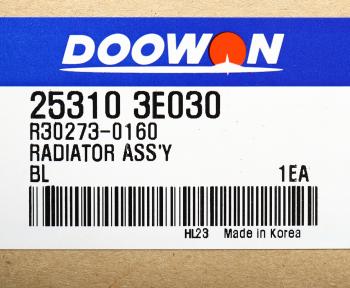 DOOWON
25310 3E030
R30273-0160
RADIATOR ASS'Y
BL 1EA
HL23 Made in Korea